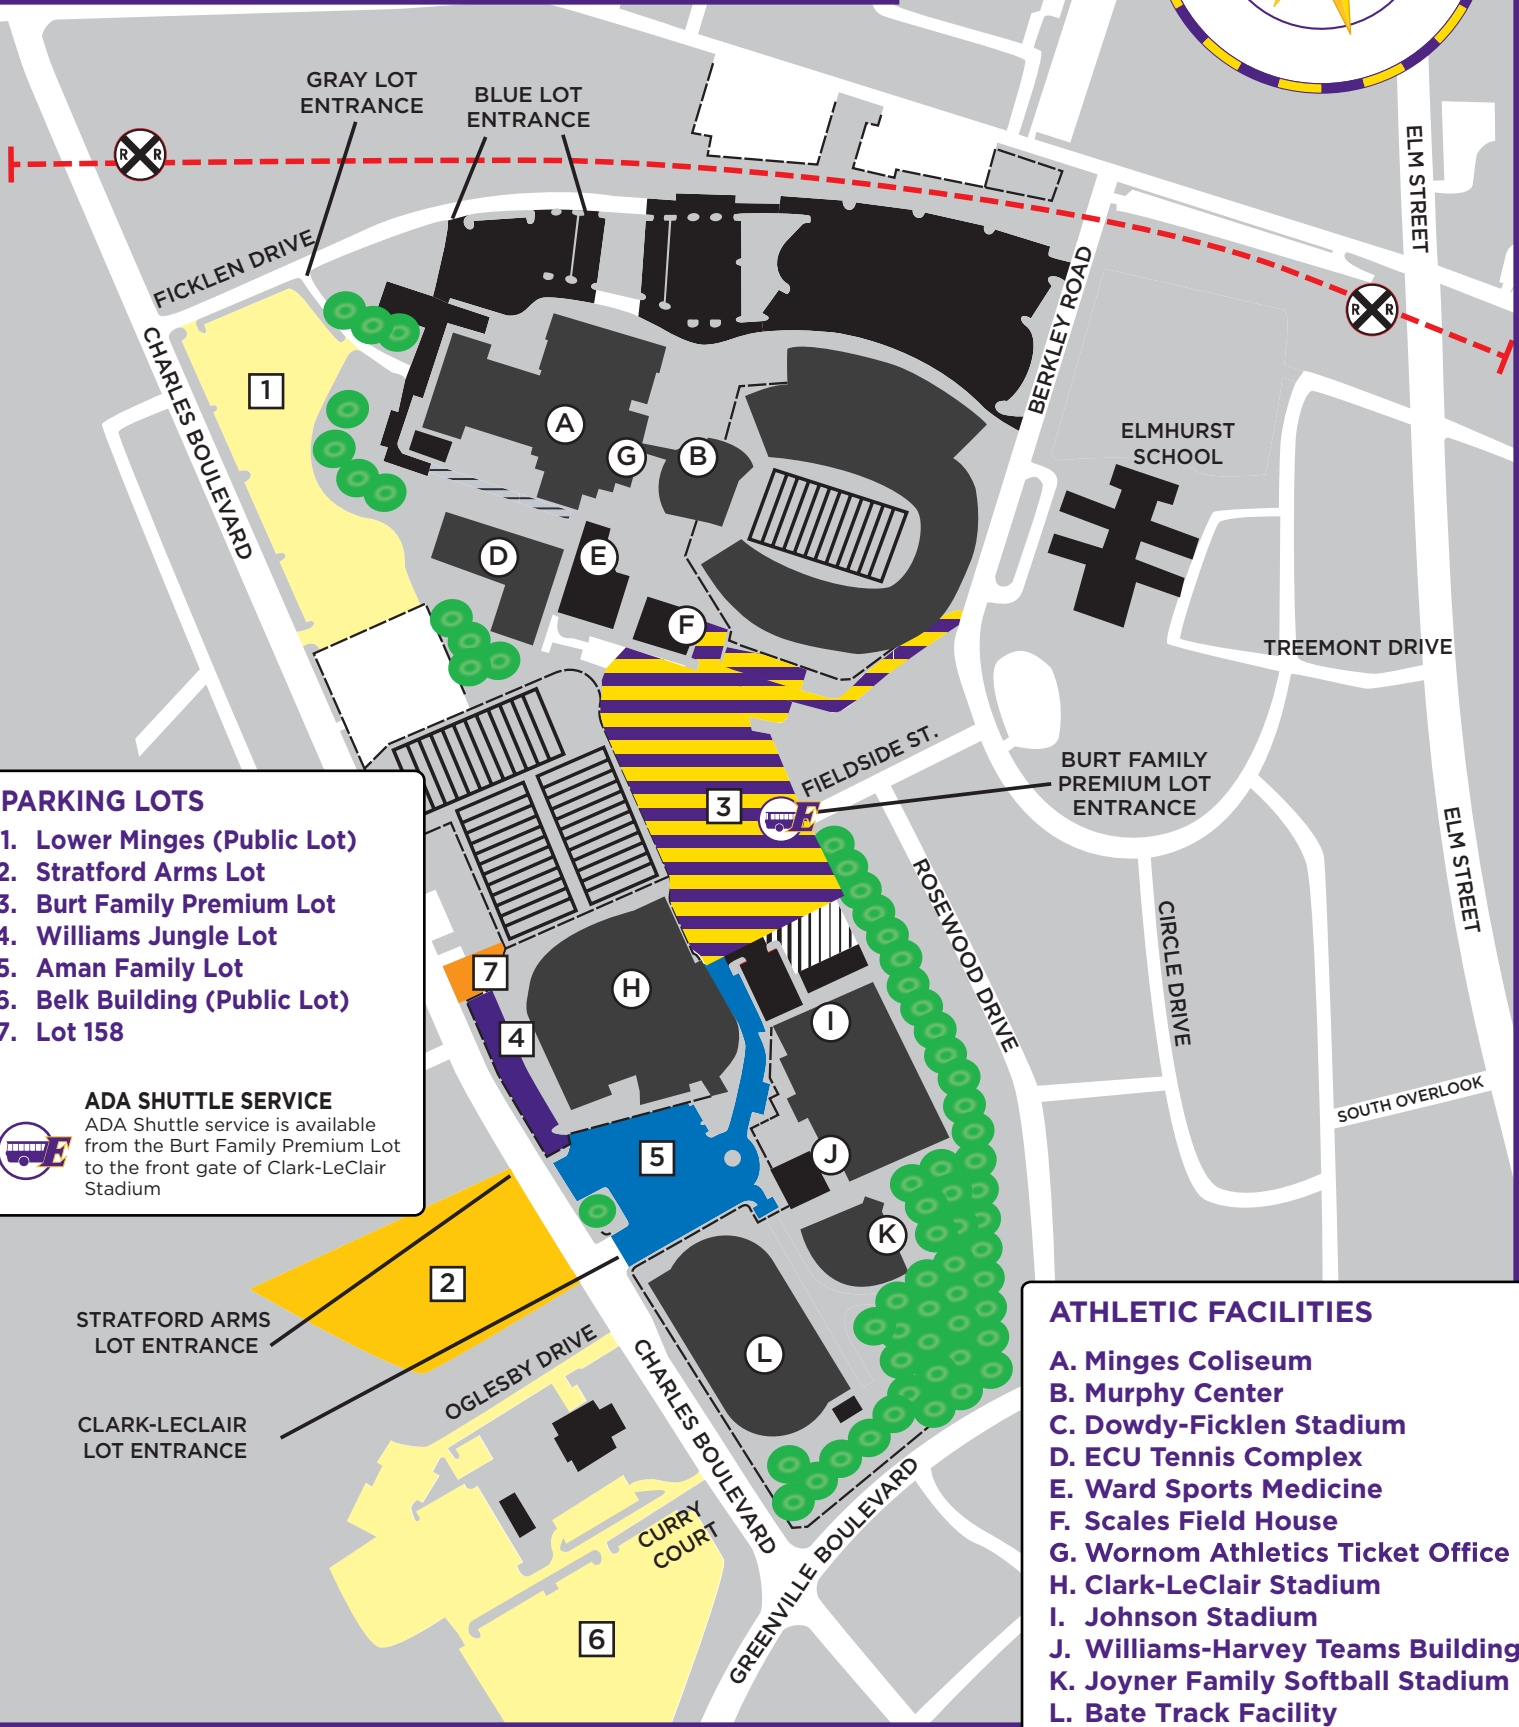 GRAY LOT
ENTRANCE
BLUE LOT
ENTRANCE
R R
FICKLEN DRIVE
CHARLES BOULEVARD
BERKLEY ROAD
ELM STREET
R R
1
A
G
B
D
E
F
ELMHURST
SCHOOL
TREEMONT DRIVE
FIELDSIDE ST.
BURT FAMILY
PREMIUM LOT
ENTRANCE
3
E
ELM STREET
ROSEWOOD DRIVE
CIRCLE DRIVE
SOUTH OVERLOOK
PARKING LOTS
1. Lower Minges (Public Lot)
2. Stratford Arms Lot
3. Burt Family Premium Lot
4. Williams Jungle Lot
5. Aman Family Lot
6. Belk Building (Public Lot)
7. Lot 158
E
ADA SHUTTLE SERVICE
ADA Shuttle service is available
from the Burt Family Premium Lot
to the front gate of Clark-LeClair
Stadium
7
H
4
I
5
J
K
2
L
STRATFORD ARMS
LOT ENTRANCE
CLARK-LECLAIR
LOT ENTRANCE
OGLESBY DRIVE
CHARLES BOULEVARD
CURRY
COURT
GREENVILLE BOULEVARD
6
ATHLETIC FACILITIES
A. Minges Coliseum
B. Murphy Center
C. Dowdy-Ficklen Stadium
D. ECU Tennis Complex
E. Ward Sports Medicine
F. Scales Field House
G. Wornom Athletics Ticket Office
H. Clark-LeClair Stadium
I. Johnson Stadium
J. Williams-Harvey Teams Building
K. Joyner Family Softball Stadium
L. Bate Track Facility